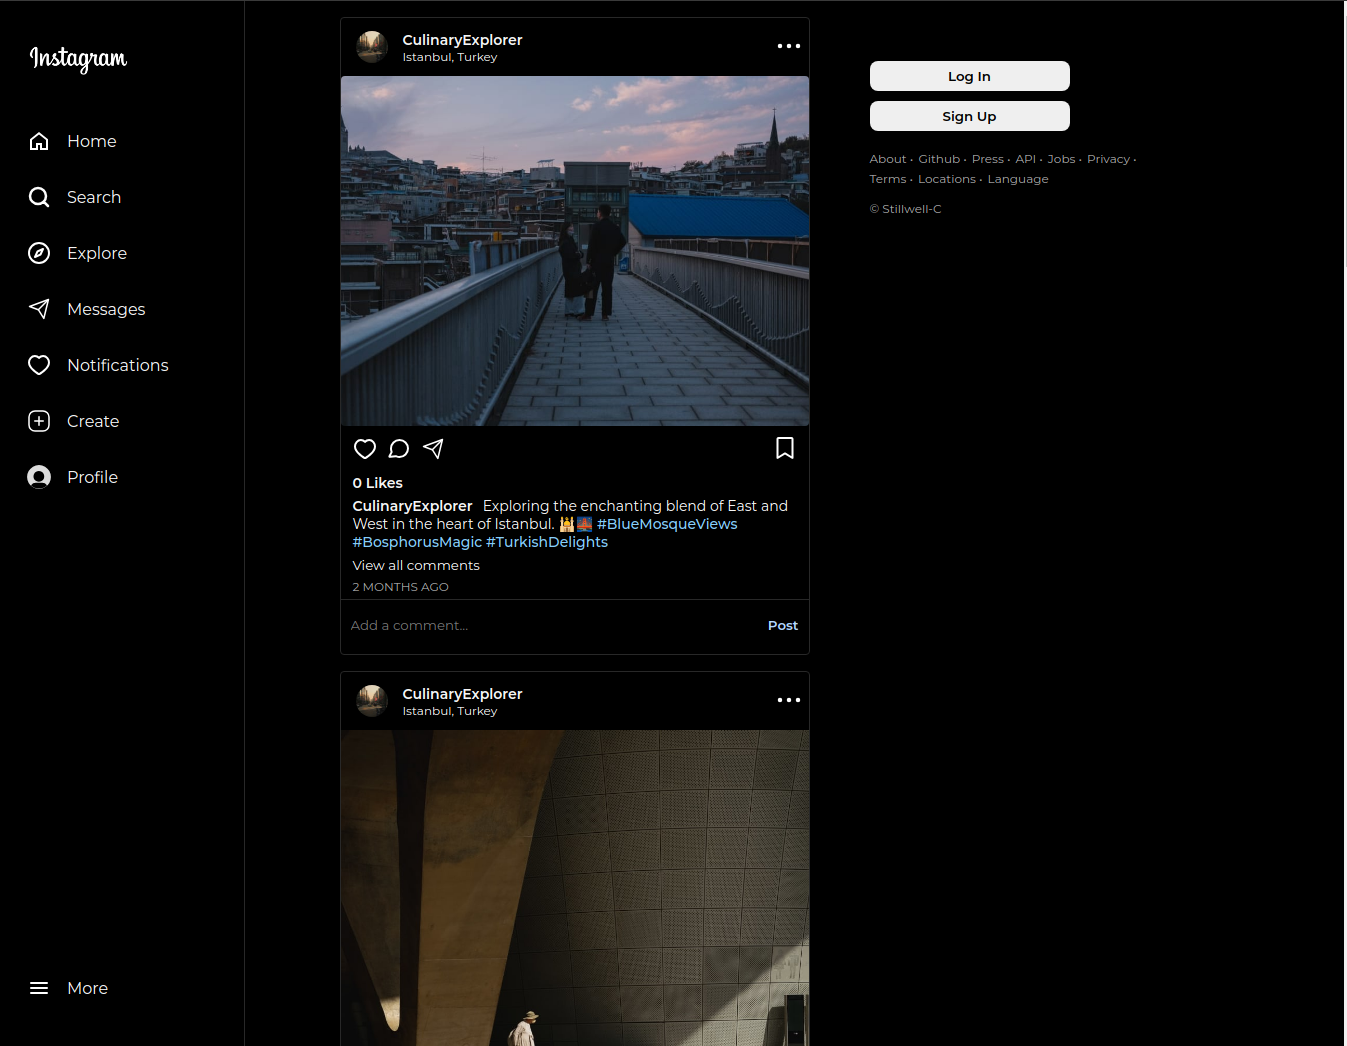 Instagram
Home
Search
Explore
Messages
Notifications
Create
Profile
More
CulinaryExplorer
Istanbul, Turkey
0 Likes
CulinaryExplorer Exploring the enchanting blend of East and
West in the heart of Istanbul. 🕌🌉 #BlueMosqueViews
#BosphorusMagic #TurkishDelights
View all comments
2 MONTHS AGO
Add a comment...
Post
CulinaryExplorer
Istanbul, Turkey
Log In
Sign Up
About • Github • Press • API • Jobs • Privacy •
Terms • Locations • Language
© Stillwell-C